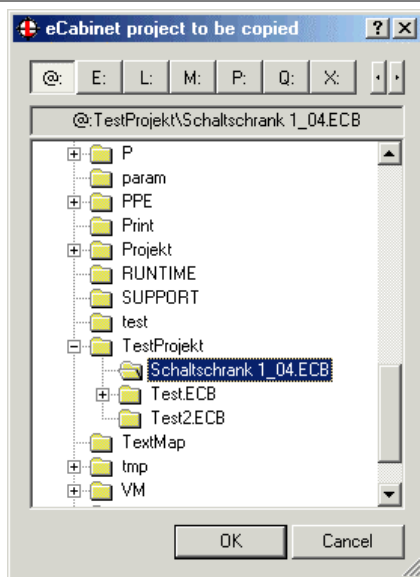 eCabinet project to be copied
@: E: L: M: P: Q: X:
@:TestProjekt\Schaltschrank 1_04.ECB
P
param
PPE
Print
Projekt
RUNTIME
SUPPORT
test
TestProjekt
Schaltschrank 1_04.ECB
Test.ECB
Test2.ECB
TextMap
tmp
VM
OK Cancel